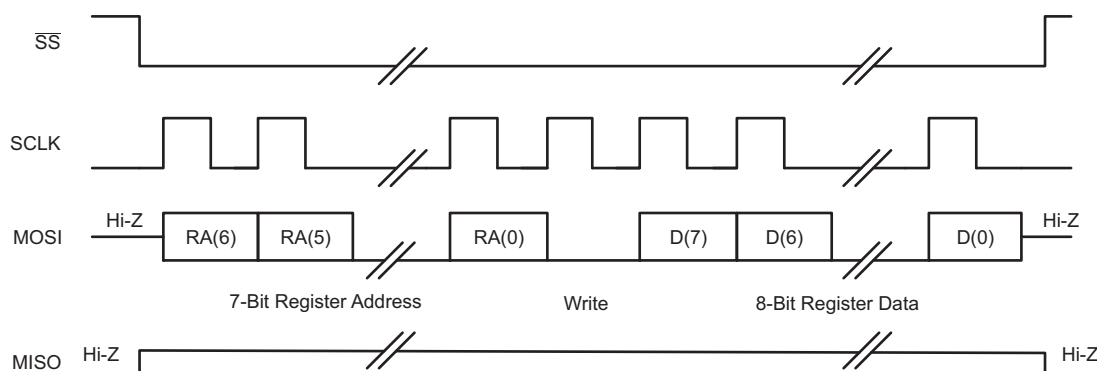 SS
SCLK
Hi-Z Hi-Z
MOSI RA(6) RA(5) RA(0) D(7) D(6) D(0)
7-Bit Register Address Write 8-Bit Register Data
MISO Hi-Z Hi-Z